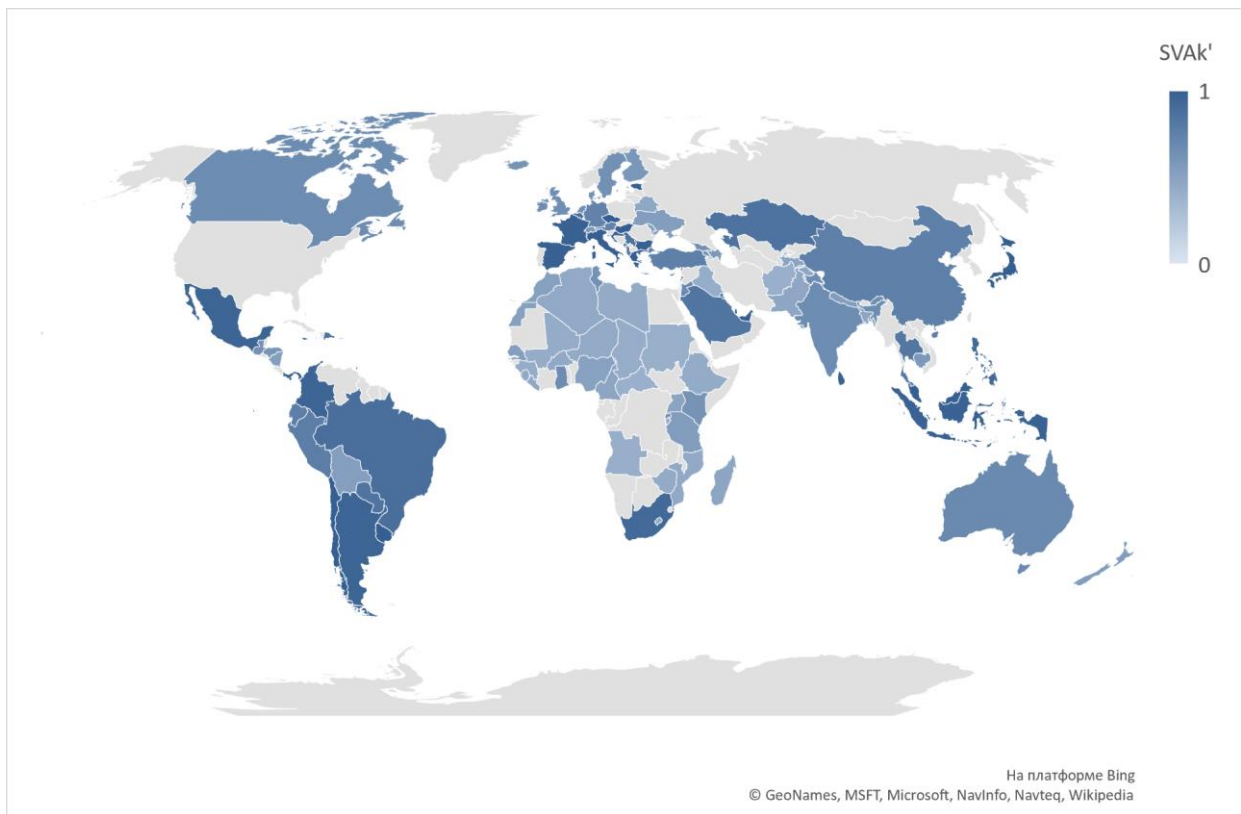 SVAk'
1
0
На платформе Bing
© GeoNames, MSFT, Microsoft, NavInfo, Navteq, Wikipedia